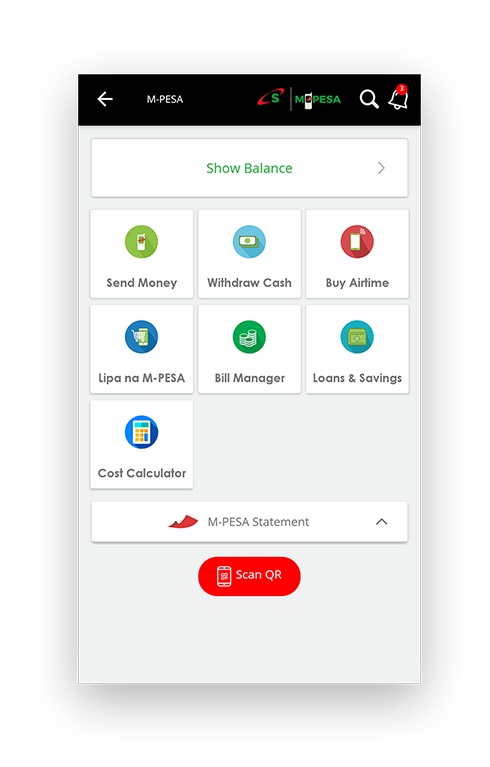 M-PESA
S
M-PESA
3
Show Balance
Send Money
Withdraw Cash
Buy Airtime
Lipa na M-PESA
Bill Manager
Loans & Savings
Cost Calculator
M-PESA Statement
Scan QR